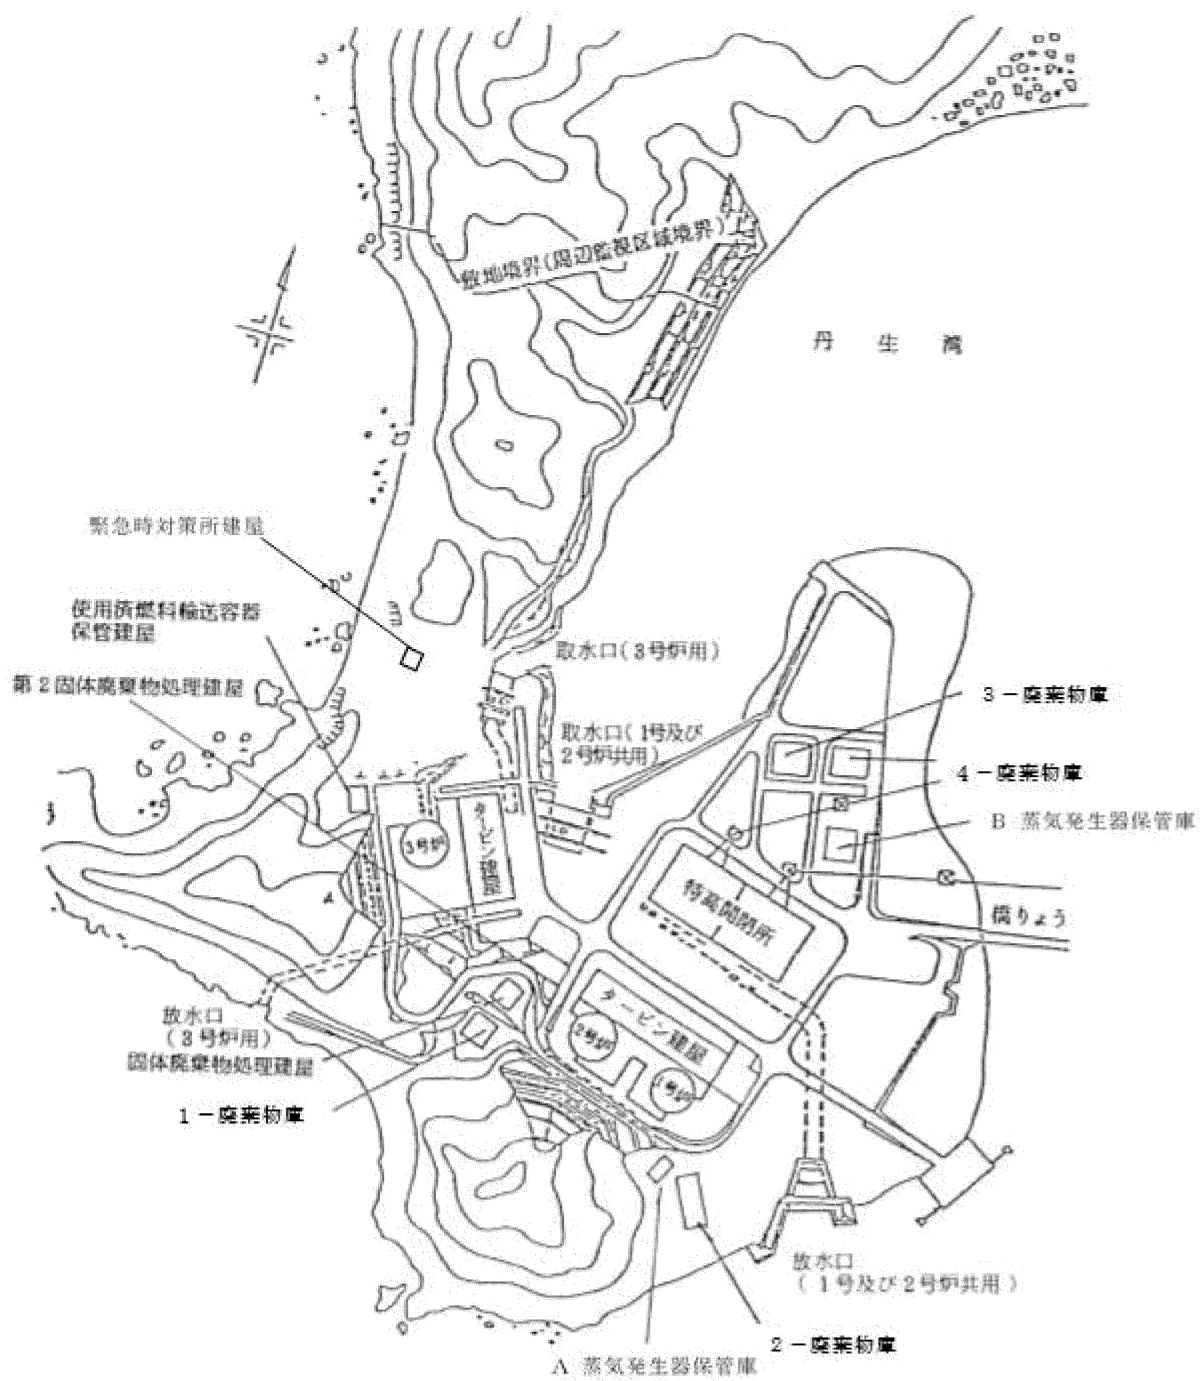 敷地境界(周辺監視区域境界)
丹生湾
緊急時対策所建屋
使用済燃料輸送容器
保管建屋
取水口(3号炉用)
第2固体廃棄物処理建屋
3-廃棄物庫
取水口(1号及び
2号炉共用)
4-廃棄物庫
タービン建屋
3号炉
B 蒸気発生器保管庫
特高開閉所
橋りょう
放水口
(3号炉用)
タービン建屋
2号炉
固体廃棄物処理建屋
1号炉
1-廃棄物庫
放水口
(1号及び2号炉共用)
2-廃棄物庫
A 蒸気発生器保管庫